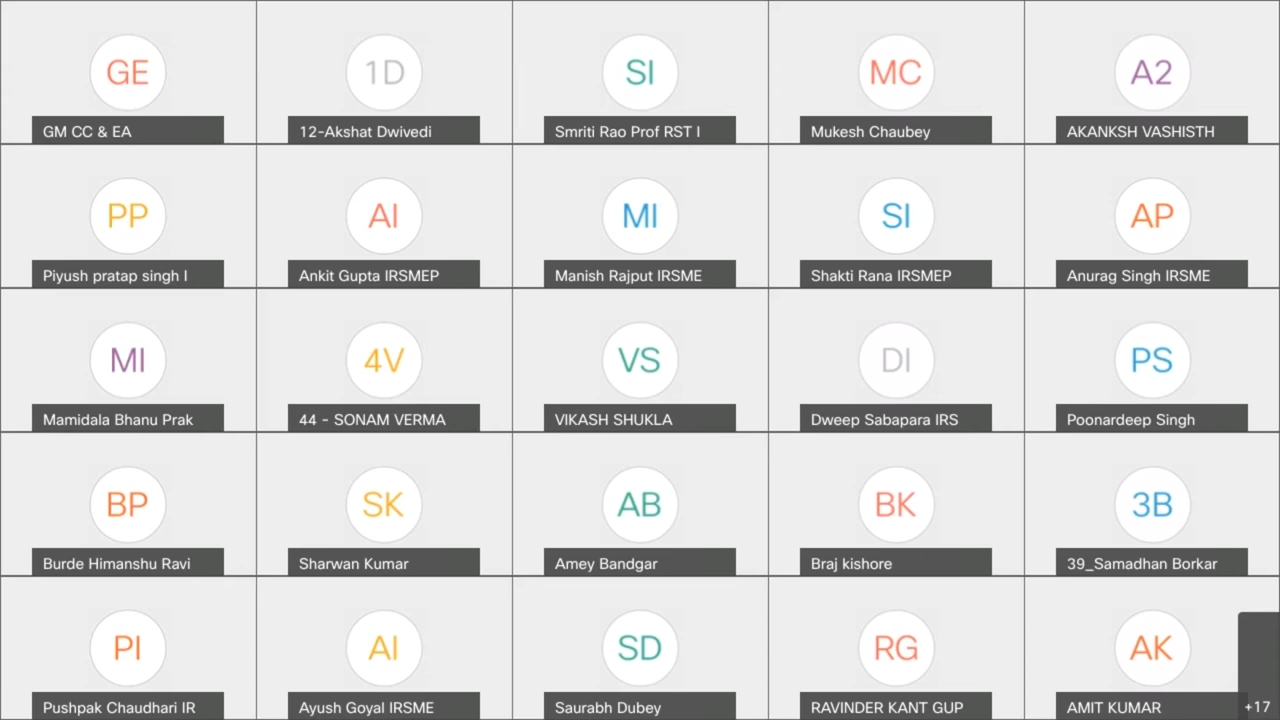 GE 1D SI MC A2
GM CC & EA 12-Akshat Dwivedi Smriti Rao Prof RST I Mukesh Chaubey AKANKSH VASHISTH
PP AI MI SI AP
Piyush pratap singh I Ankit Gupta IRSMEP Manish Rajput IRSME Shakti Rana IRSMEP Anurag Singh IRSME
MI 4V VS DI PS
Mamidala Bhanu Prak 44 - SONAM VERMA VIKASH SHUKLA Dweep Sabapara IRS Poonardeep Singh
BP SK AB BK 3B
Burde Himanshu Ravi Sharwan Kumar Amey Bandgar Braj kishore 39_Samadhan Borkar
PI AI SD RG AK
Pushpak Chaudhari IR Ayush Goyal IRSME Saurabh Dubey RAVINDER KANT GUP AMIT KUMAR +17